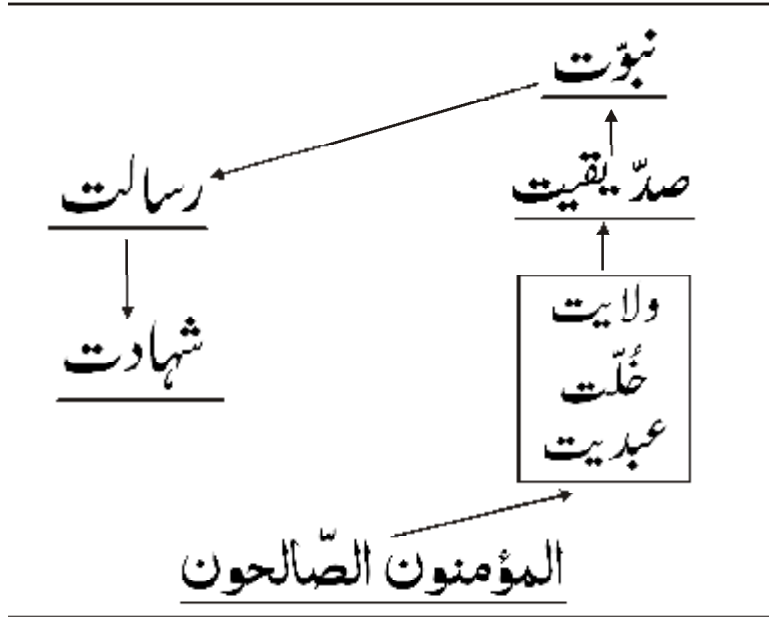 نبوّت
صدّیقیت
رسالت
ولایت
شہادت
خُلّت
عبدیت
المؤمنون الصّالحون